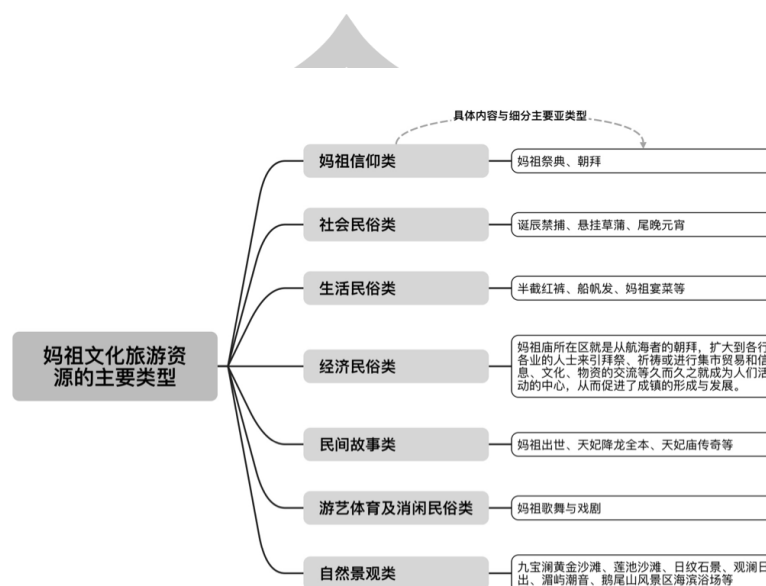 具体内容与细分主要亚类型
妈祖信仰类
妈祖祭典、朝拜
社会民俗类
诞辰禁捕、悬挂草蒲、尾晚元宵
生活民俗类
半截红裤、船帆发、妈祖宴菜等
妈祖文化旅游资
源的主要类型
经济民俗类
妈祖庙所在区就是从航海者的朝拜，扩大到各行
各业的人士来引拜祭、祈祷或进行集市贸易和信
息、文化、物资的交流等久而久之就成为人们活
动的中心，从而促进了成镇的形成与发展。
民间故事类
妈祖出世、天妃降龙全本、天妃庙传奇等
游艺体育及消闲民俗类
妈祖歌舞与戏剧
自然景观类
九宝澜黄金沙滩、莲池沙滩、日纹石景、观澜日
出、湄屿潮音、鹅尾山风景区海滨浴场等